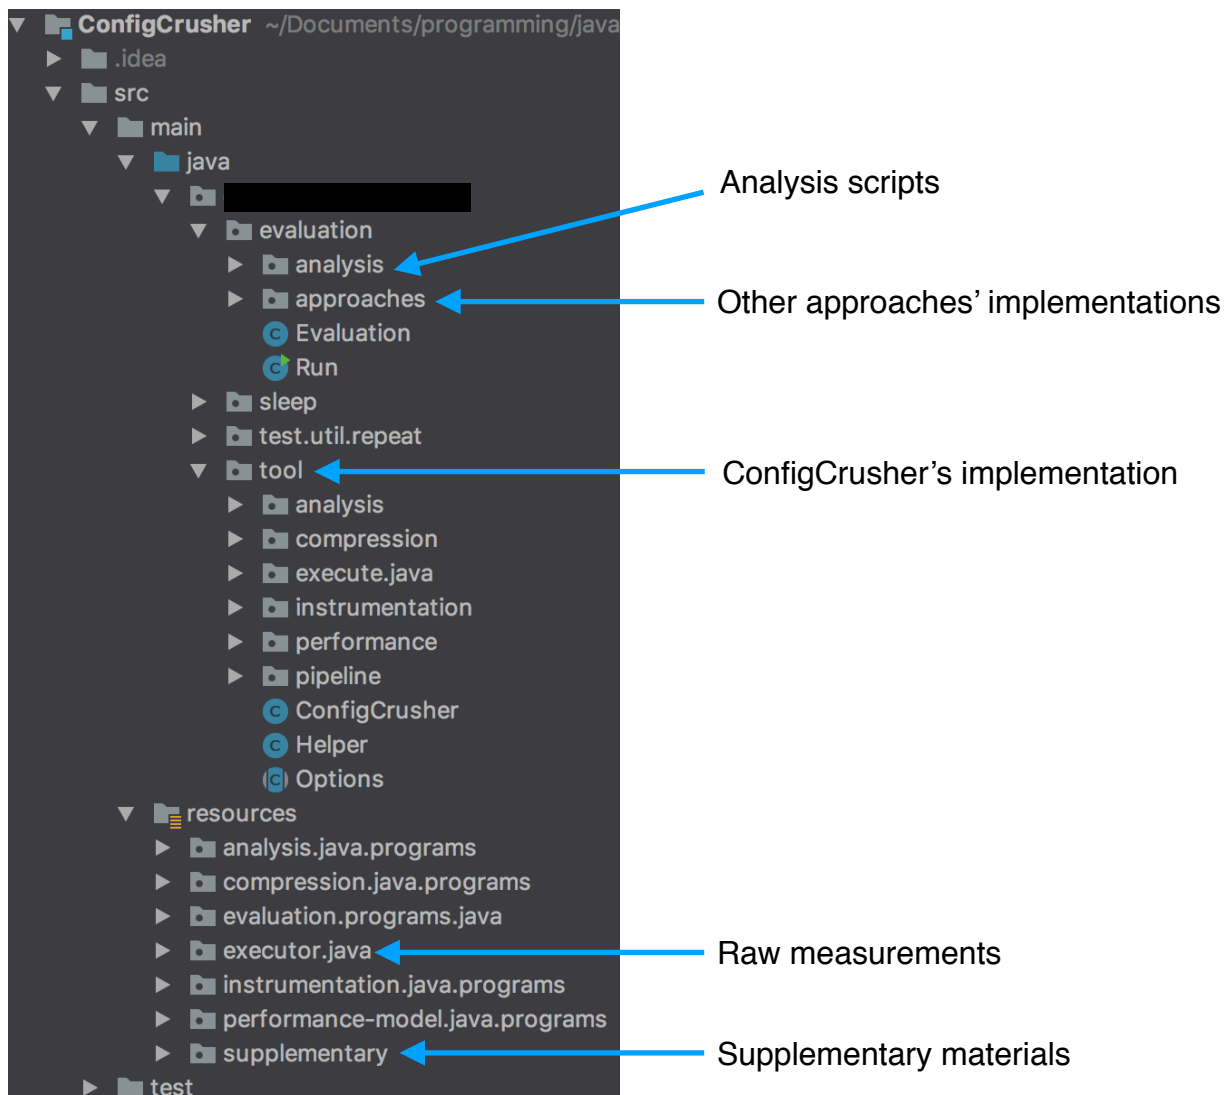 ConfigCrusher ~/Documents/programming/java
.idea
src
main
java
Analysis scripts
evaluation
analysis
approaches
Other approaches’ implementations
Evaluation
Run
sleep
test.util.repeat
tool
ConfigCrusher’s implementation
analysis
compression
execute.java
instrumentation
performance
pipeline
ConfigCrusher
Helper
Options
resources
analysis.java.programs
compression.java.programs
evaluation.programs.java
executor.java
Raw measurements
instrumentation.java.programs
performance-model.java.programs
supplementary
Supplementary materials
test